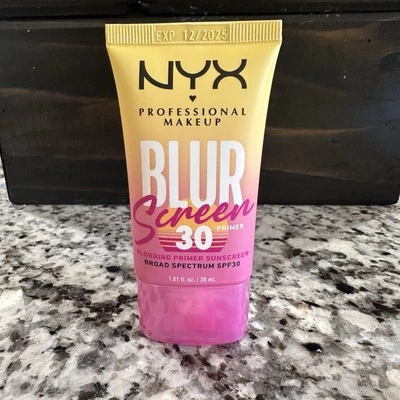 EXP 12/2025
NYX
PROFESSIONAL
MAKEUP
BLUR
Screen
30 PRIMER
BLURRING PRIMER SUNSCREEN
BROAD SPECTRUM SPF30
1.01 fl. oz. / 30 mL